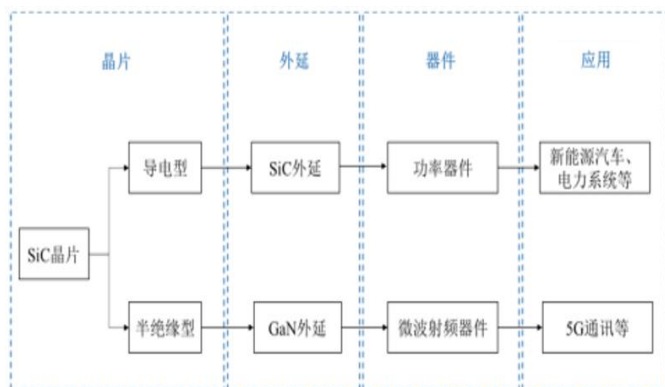 晶片
外延
器件
应用
导电型
SiC外延
功率器件
新能源汽车、
电力系统等
SiC晶片
半绝缘型
GaN外延
微波射频器件
5G通讯等